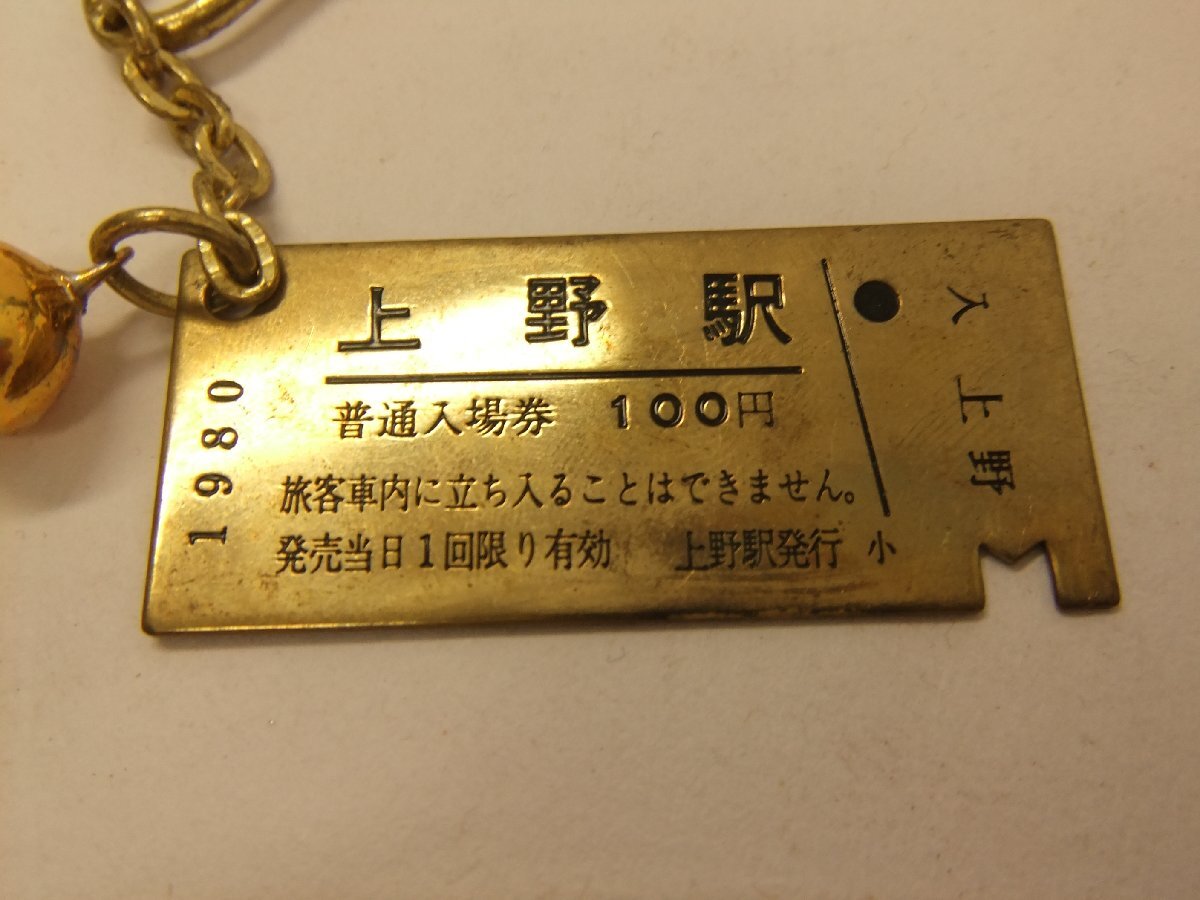 上野駅
普通入場券 100円
旅客車内に立ち入ることはできません。
発売当日1回限り有効 上野駅発行 小
1980
入上野